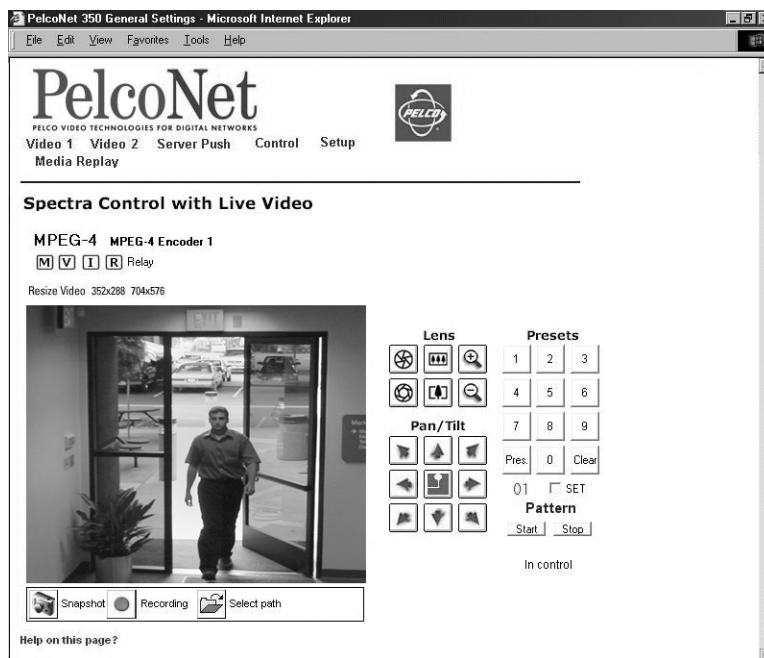 PelcoNet 350 General Settings - Microsoft Internet Explorer
File Edit View Favorites Tools Help
PelcoNet
PELCO VIDEO TECHNOLOGIES FOR DIGITAL NETWORKS
PELCO
Video 1 Video 2 Server Push Control Setup
Media Replay
Spectra Control with Live Video
MPEG-4 MPEG-4 Encoder 1
M V I R Relay
Resize Video 352x288 704x576
EXIT
Lens Presets
1 2 3
4 5 6
Pan/Tilt
7 8 9
Pres. 0 Clear
01 SET
Pattern
Start Stop
In control
Snapshot Recording Select path
Help on this page?